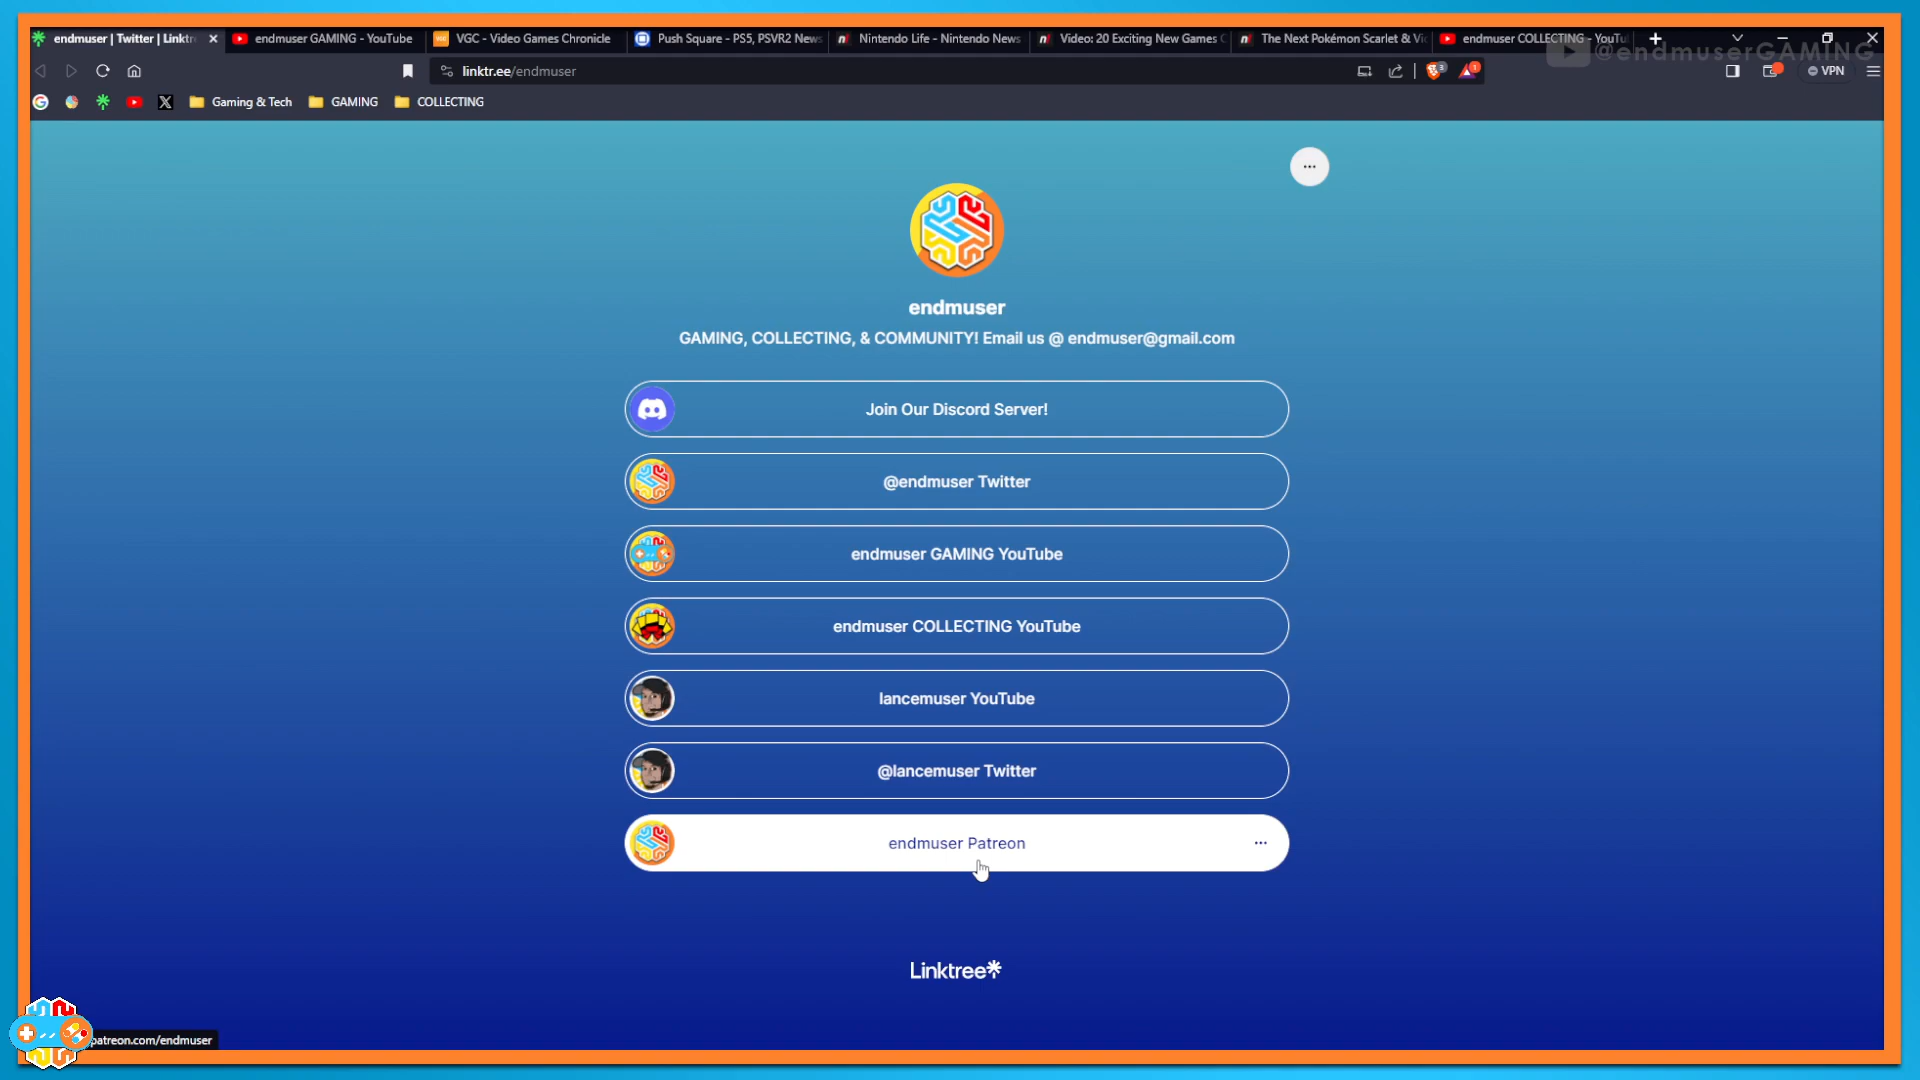 endmuser | Twitter | Linktr
endmuser GAMING - YouTube
VGC
VGC - Video Games Chronicle
Push Square - PS5, PSVR2 News
Nintendo Life - Nintendo News
Video: 20 Exciting New Games C
The Next Pokémon Scarlet & Vi
endmuser COLLECTING - YouTu
@endmuserGAMING
linktr.ee/endmuser
3
1
VPN
Gaming & Tech
GAMING
COLLECTING
endmuser
GAMING, COLLECTING, & COMMUNITY! Email us @ endmuser@gmail.com
Join Our Discord Server!
@endmuser Twitter
endmuser GAMING YouTube
endmuser COLLECTING YouTube
lancemuser YouTube
@lancemuser Twitter
endmuser Patreon
Linktree
patreon.com/endmuser